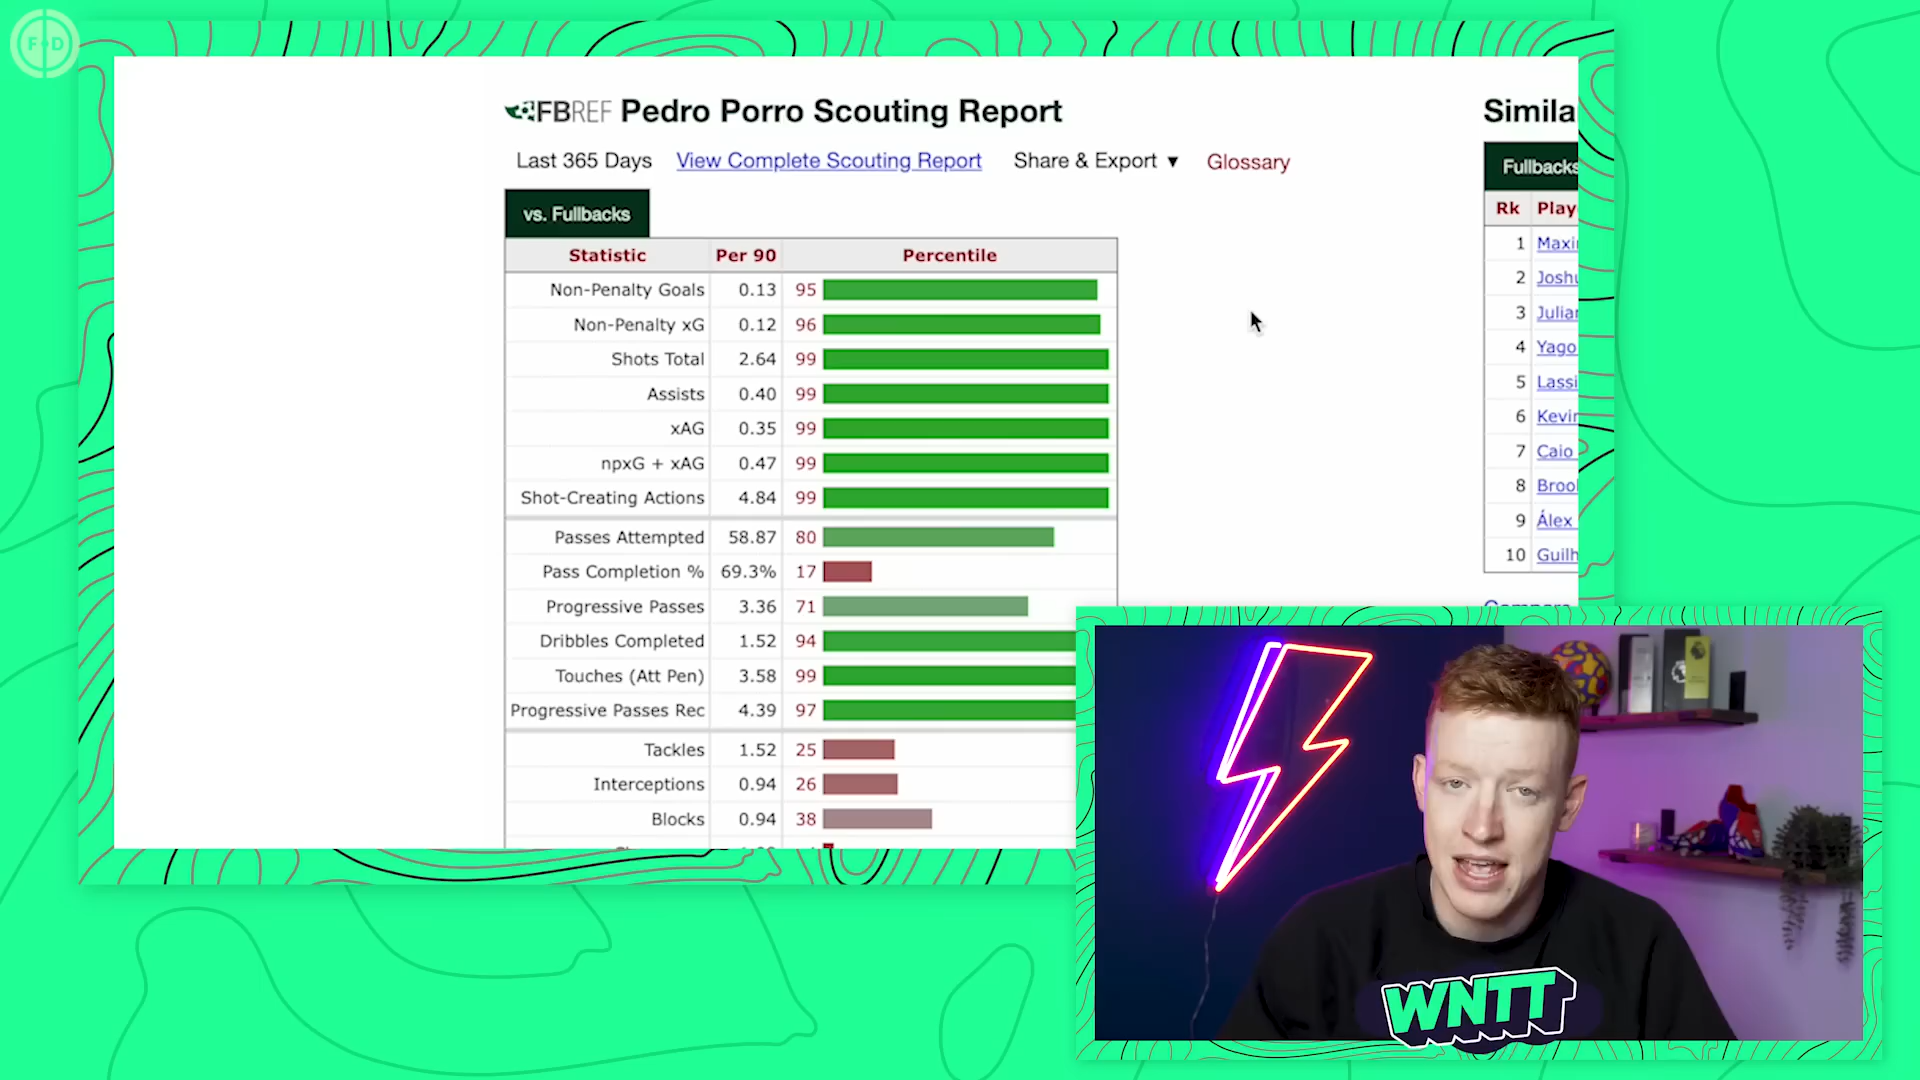 F D
FBREF Pedro Porro Scouting Report
Last 365 Days View Complete Scouting Report Share & Export ▼ Glossary
vs. Fullbacks
Statistic Per 90 Percentile
Non-Penalty Goals 0.13 95
Non-Penalty xG 0.12 96
Shots Total 2.64 99
Assists 0.40 99
xAG 0.35 99
npxG + xAG 0.47 99
Shot-Creating Actions 4.84 99
Passes Attempted 58.87 80
Pass Completion % 69.3% 17
Progressive Passes 3.36 71
Dribbles Completed 1.52 94
Touches (Att Pen) 3.58 99
Progressive Passes Rec 4.39 97
Tackles 1.52 25
Interceptions 0.94 26
Blocks 0.94 38
Simila
Fullbacks
Rk Play
1 Maxi
2 Joshu
3 Julian
4 Yago
5 Lassi
6 Kevin
7 Caio
8 Brool
9 Álex
10 Guilh
WNTT